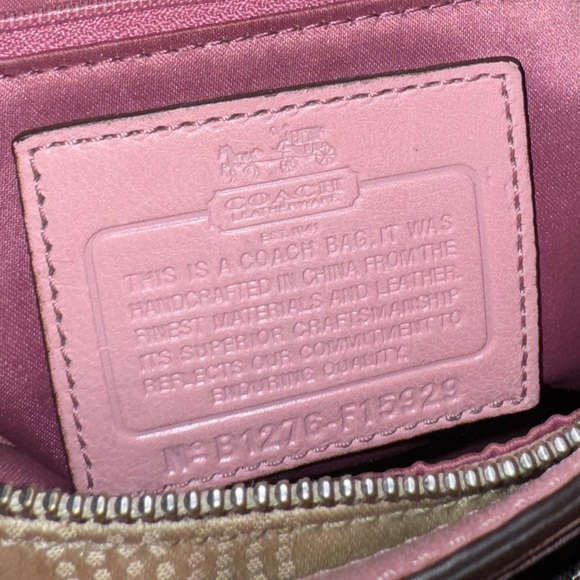 COACH
LEATHERWARE
EST. 1941
THIS IS A COACH BAG. IT WAS
HANDCRAFTED IN CHINA FROM THE
FINEST MATERIALS AND LEATHER.
ITS SUPERIOR CRAFTSMANSHIP
REFLECTS OUR COMMITMENT TO
ENDURING QUALITY.
No B1276-F15929